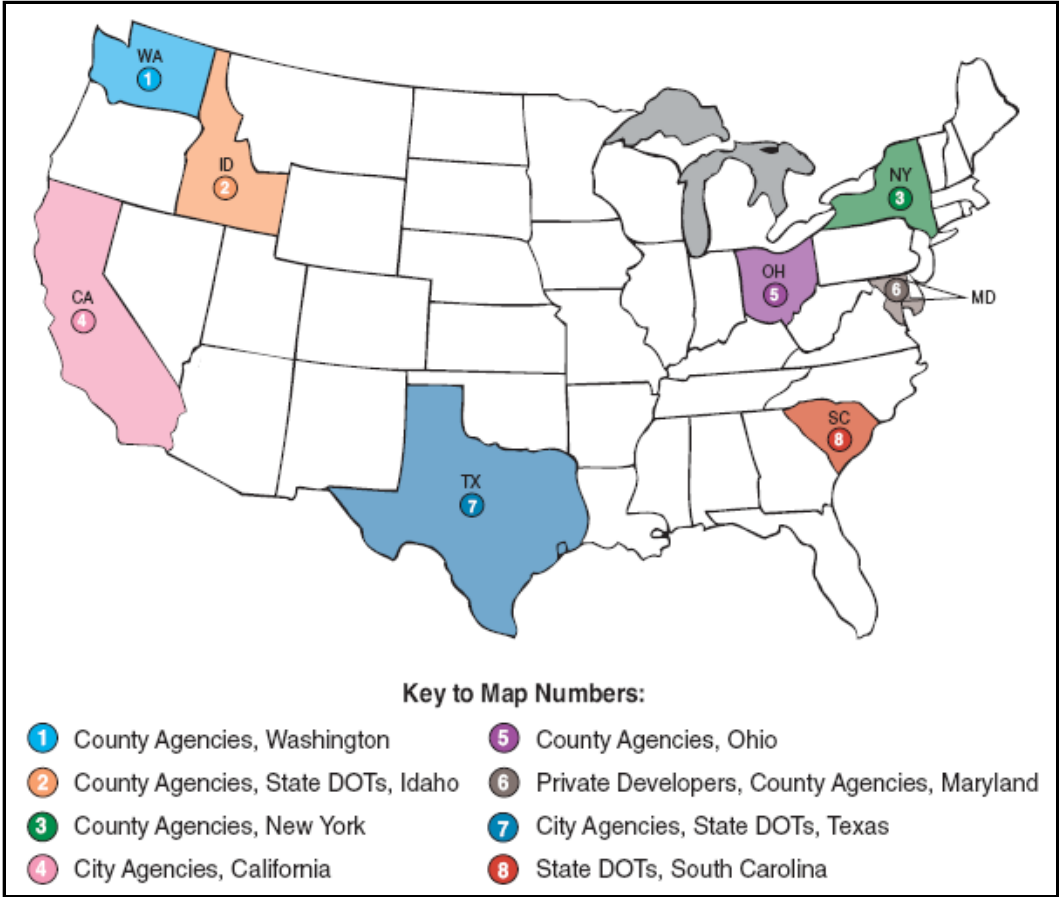 WA
1
ID
2
NY
3
CA
4
OH
5
6
MD
SC
8
TX
7
Key to Map Numbers:
1 County Agencies, Washington
2 County Agencies, State DOTs, Idaho
3 County Agencies, New York
4 City Agencies, California
5 County Agencies, Ohio
6 Private Developers, County Agencies, Maryland
7 City Agencies, State DOTs, Texas
8 State DOTs, South Carolina